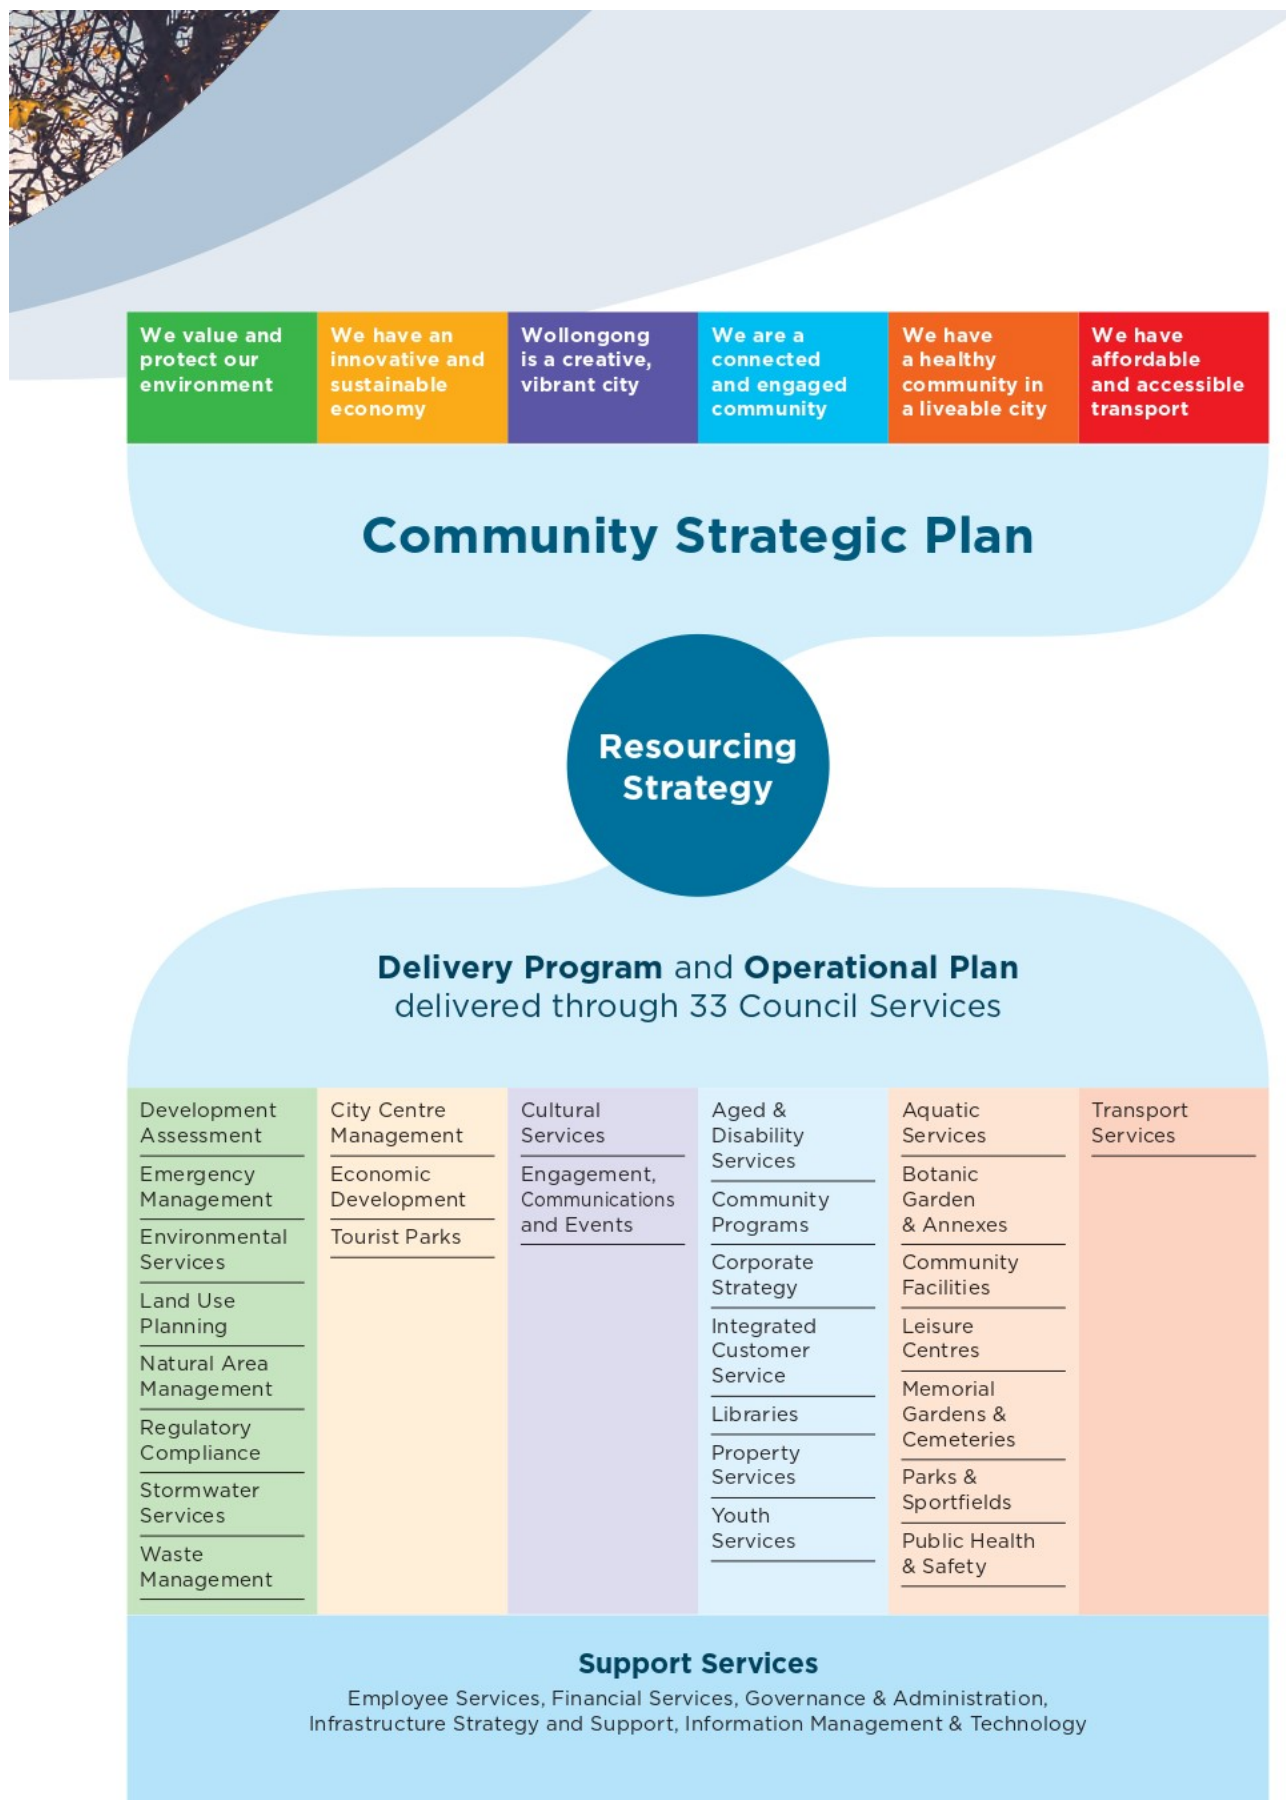 We value and
protect our
environment
We have an
innovative and
sustainable
economy
Wollongong
is a creative,
vibrant city
We are a
connected
and engaged
community
We have
a healthy
community in
a liveable city
We have
affordable
and accessible
transport
Community Strategic Plan
Resourcing
Strategy
Delivery Program and Operational Plan
delivered through 33 Council Services
Development
Assessment
Emergency
Management
Environmental
Services
Land Use
Planning
Natural Area
Management
Regulatory
Compliance
Stormwater
Services
Waste
Management
City Centre
Management
Economic
Development
Tourist Parks
Cultural
Services
Engagement,
Communications
and Events
Aged &
Disability
Services
Community
Programs
Corporate
Strategy
Integrated
Customer
Service
Libraries
Property
Services
Youth
Services
Aquatic
Services
Botanic
Garden
& Annexes
Community
Facilities
Leisure
Centres
Memorial
Gardens &
Cemeteries
Parks &
Sportfields
Public Health
& Safety
Transport
Services
Support Services
Employee Services, Financial Services, Governance & Administration,
Infrastructure Strategy and Support, Information Management & Technology